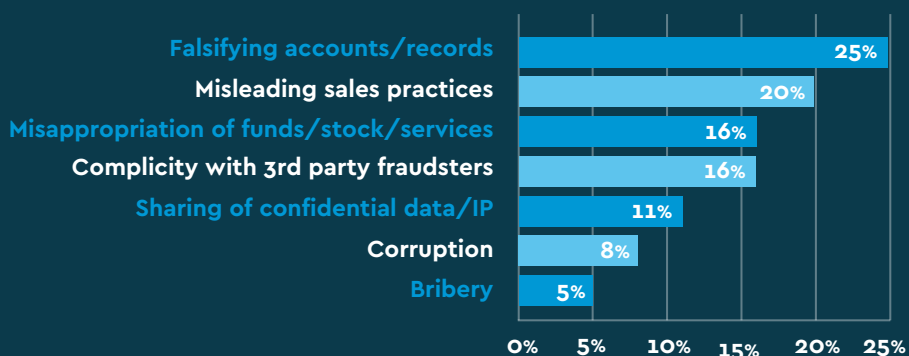 Falsifying accounts/records 25%
Misleading sales practices 20%
Misappropriation of funds/stock/services 16%
Complicity with 3rd party fraudsters 16%
Sharing of confidential data/IP 11%
Corruption 8%
Bribery 5%
0% 5% 10% 15% 20% 25%